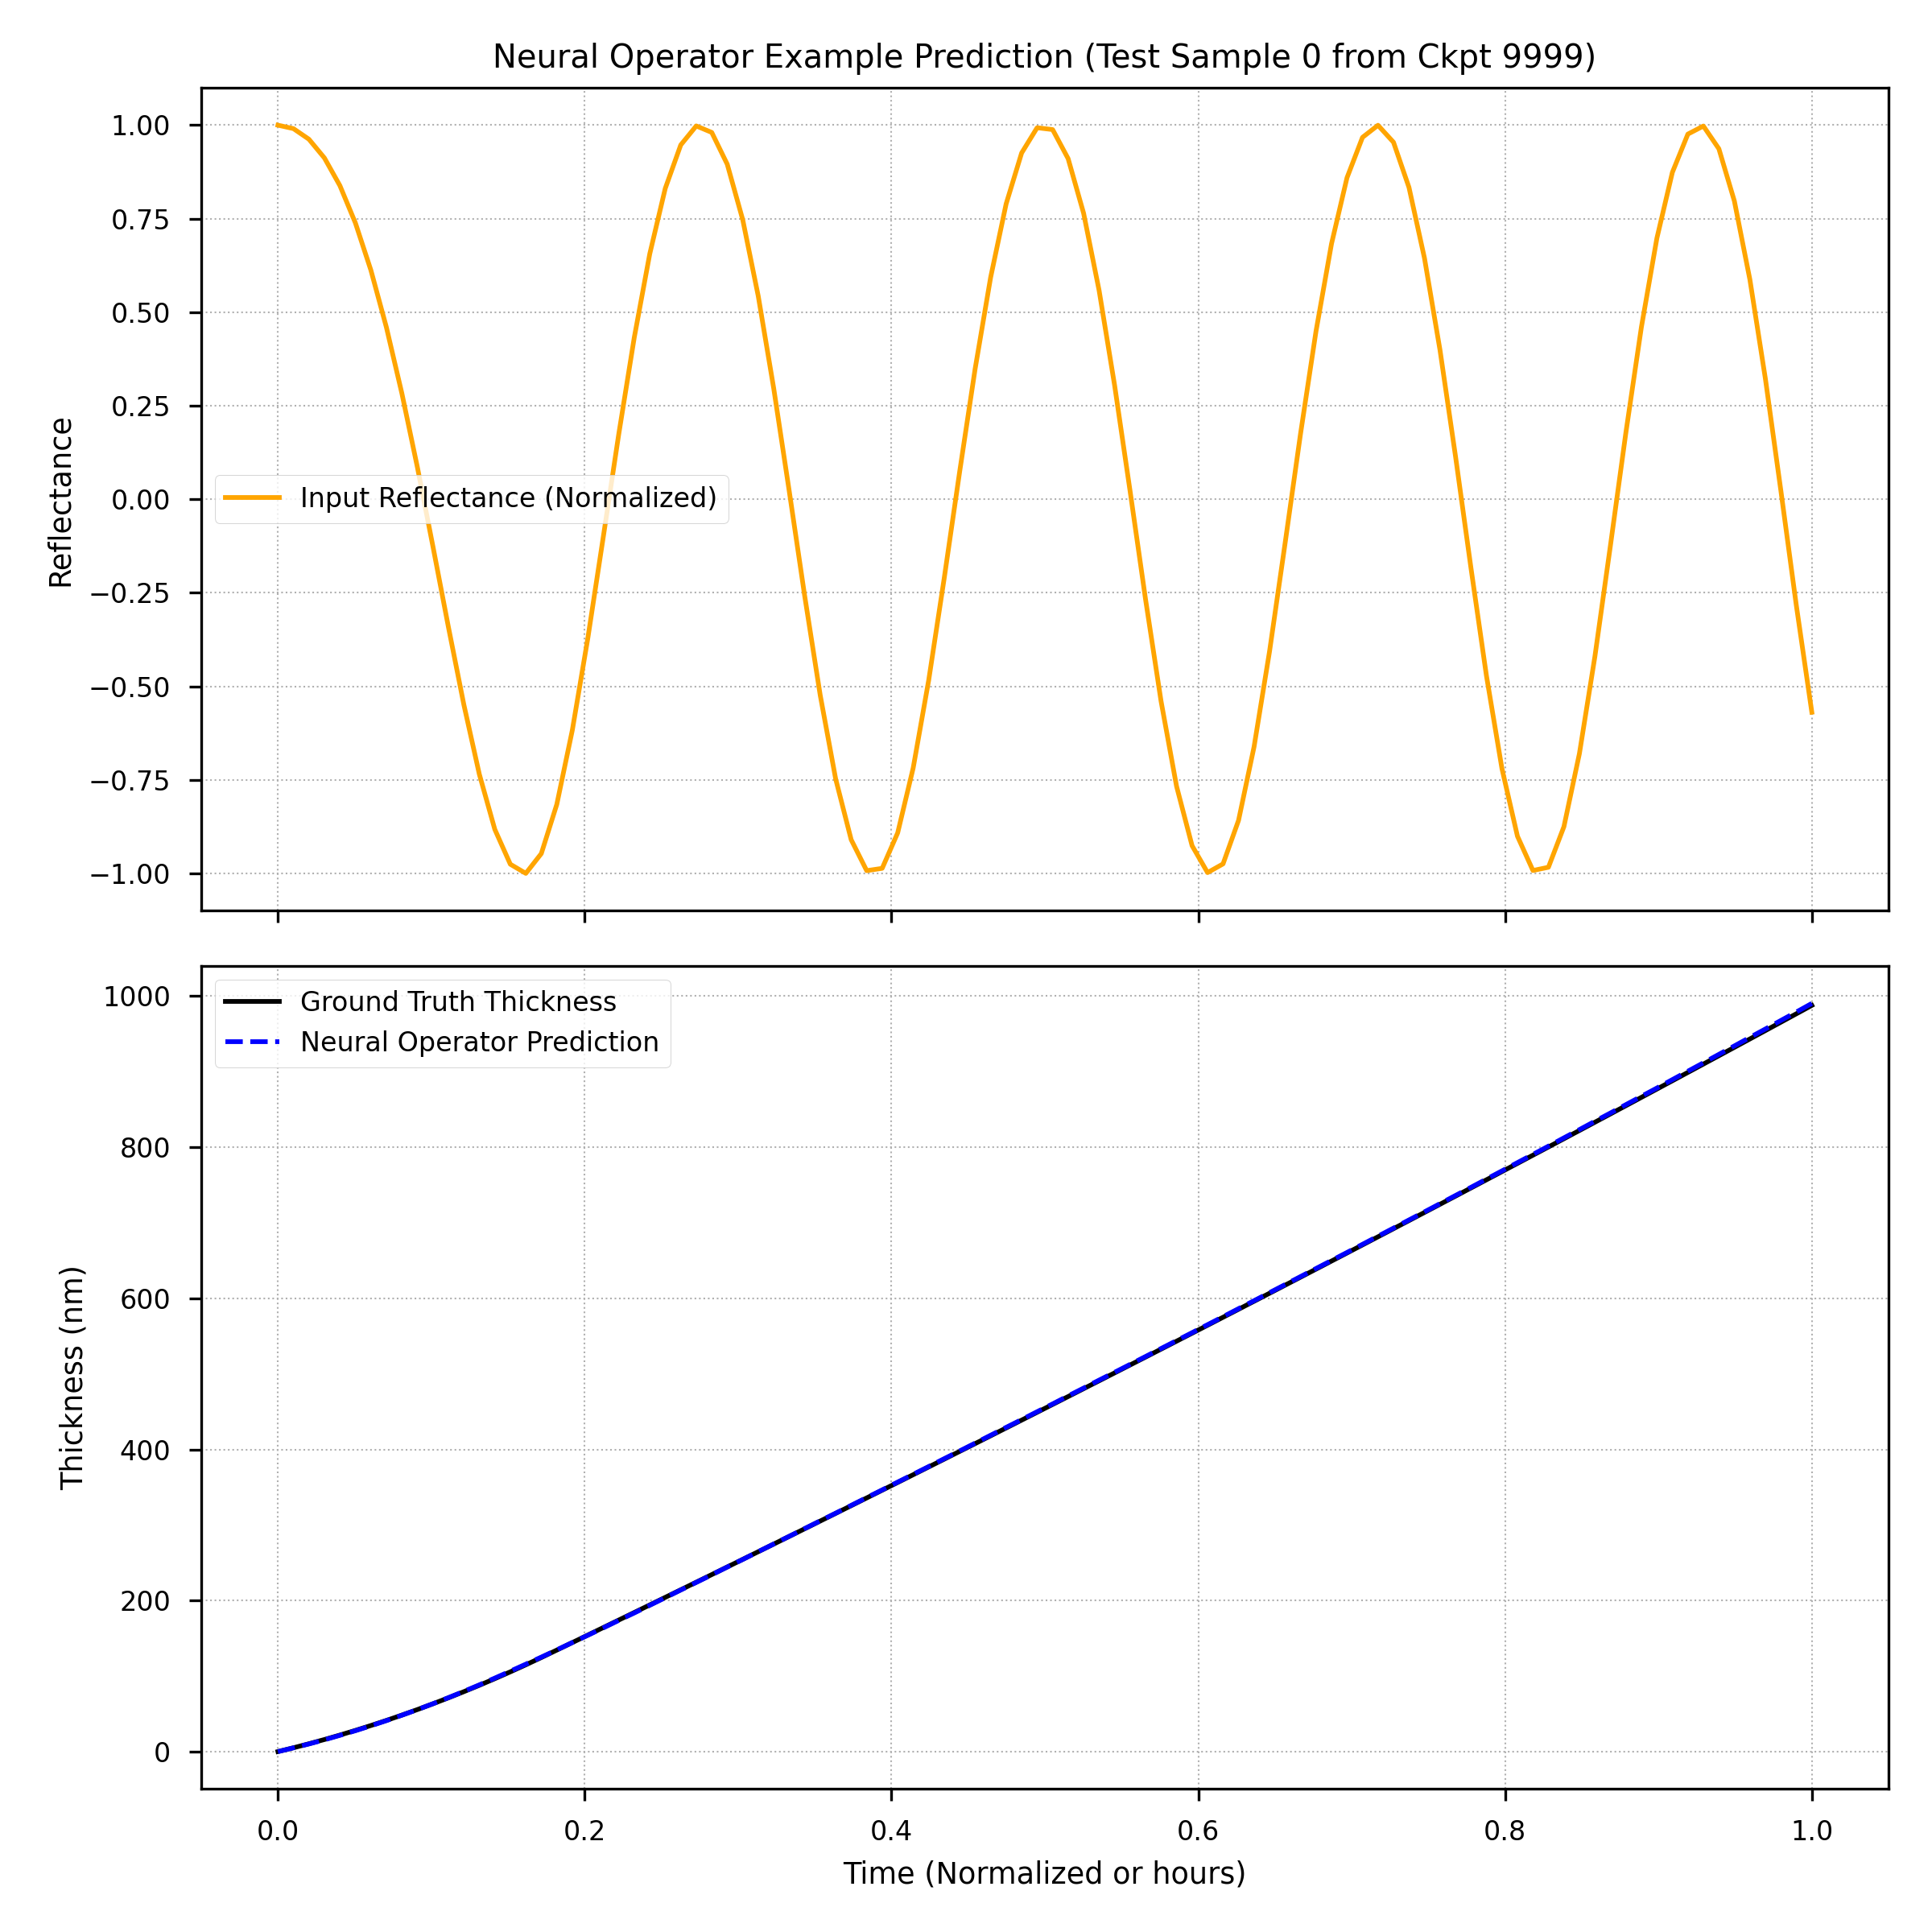 Neural Operator Example Prediction (Test Sample 0 from Ckpt 9999)
Reflectance
1.00
0.75
0.50
0.25
0.00
−0.25
−0.50
−0.75
−1.00
Input Reflectance (Normalized)
Thickness (nm)
1000
800
600
400
200
0
Ground Truth Thickness
Neural Operator Prediction
0.0 0.2 0.4 0.6 0.8 1.0
Time (Normalized or hours)